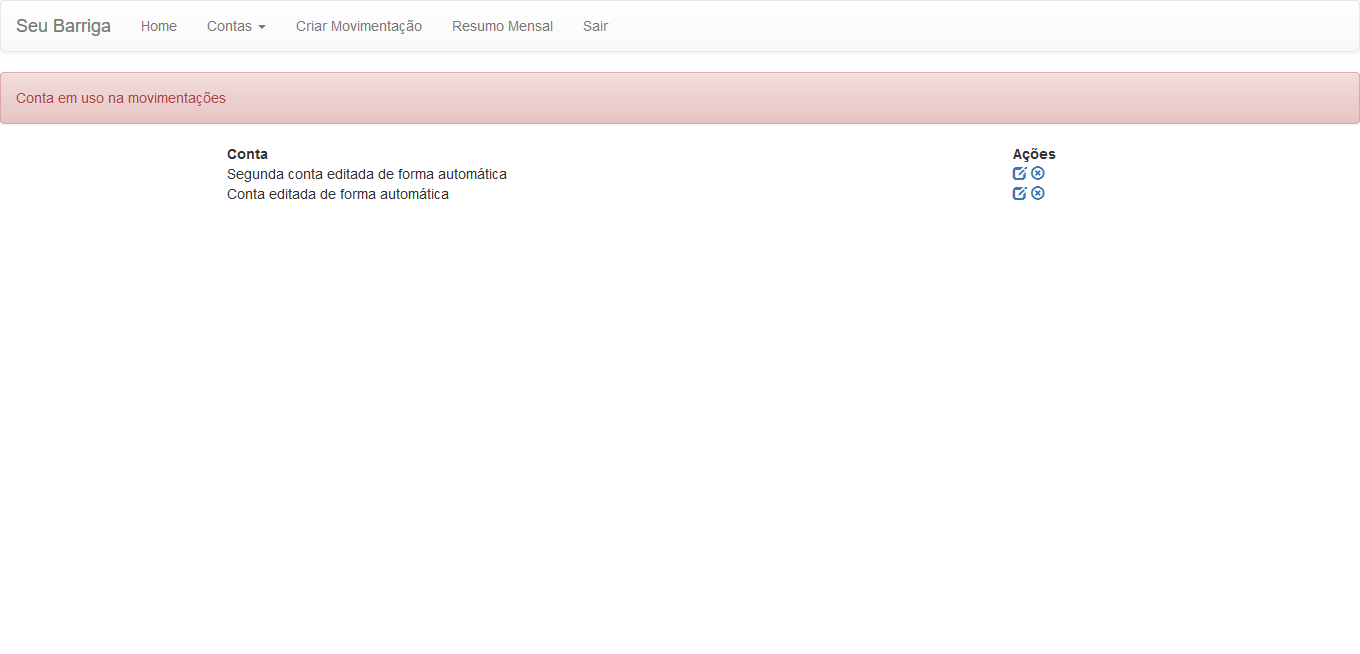 Seu Barriga Home Contas Criar Movimentação Resumo Mensal Sair
Conta em uso na movimentações
Conta Ações
Segunda conta editada de forma automática
Conta editada de forma automática